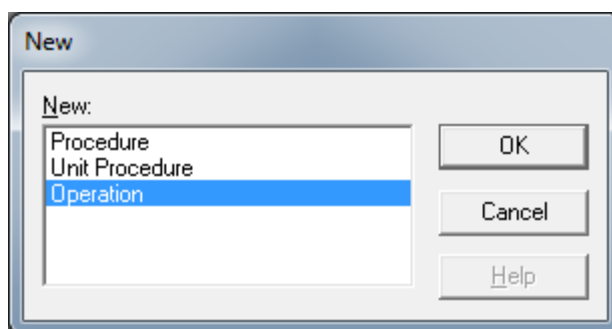 New
New:
Procedure
Unit Procedure
Operation
OK
Cancel
Help